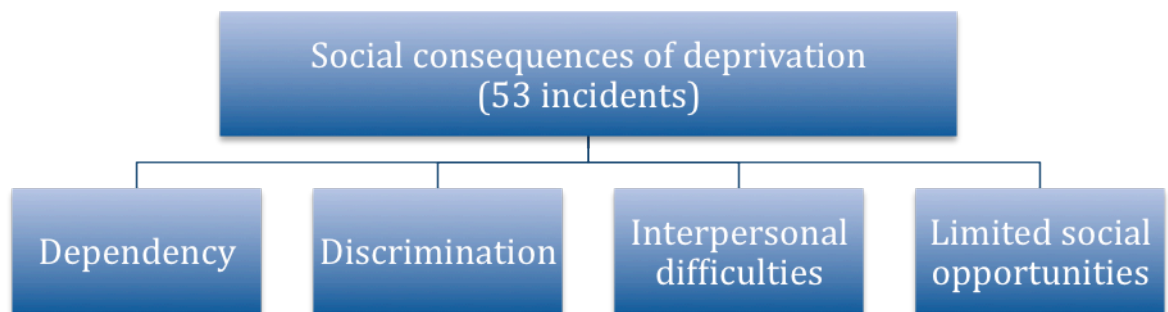 Social consequences of deprivation
(53 incidents)
Dependency
Discrimination
Interpersonal
difficulties
Limited social
opportunities